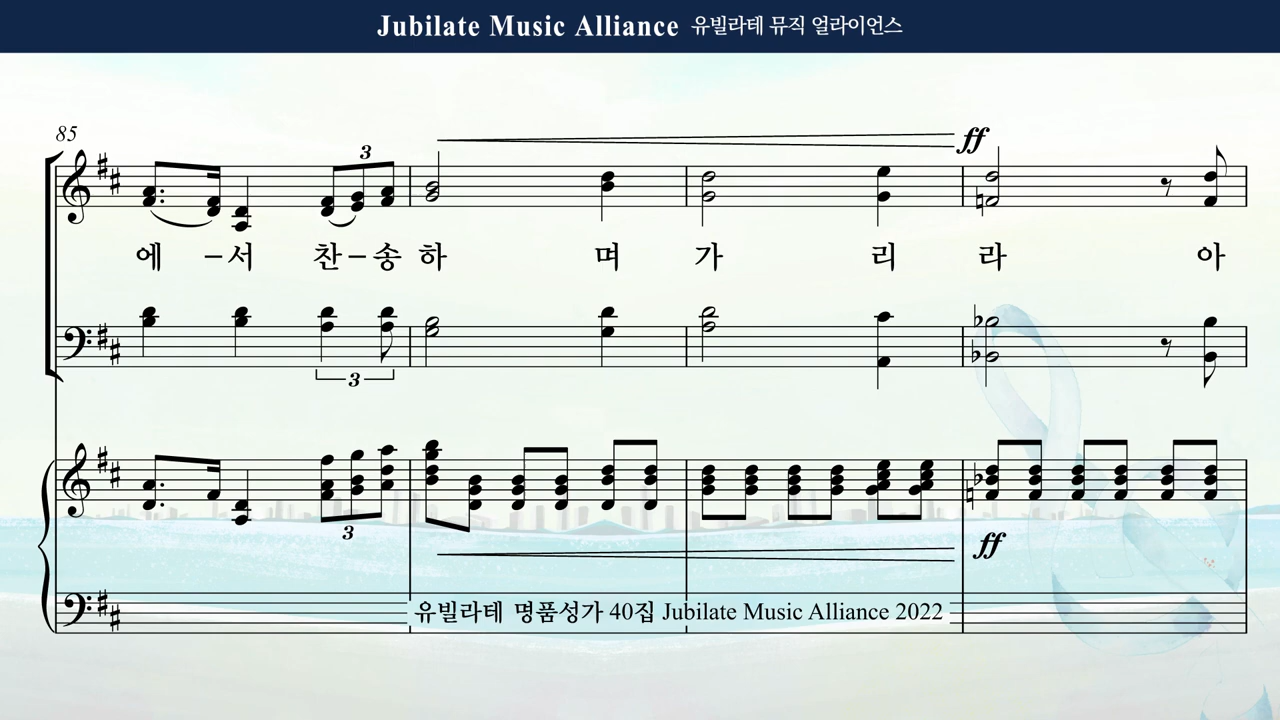 Jubilate Music Alliance 유빌라테 뮤직 얼라이언스
85
3
ff
에 – 서 찬 – 송 하 며 가 리 라 아
3
3
ff
유빌라테 명품성가 40집 Jubilate Music Alliance 2022